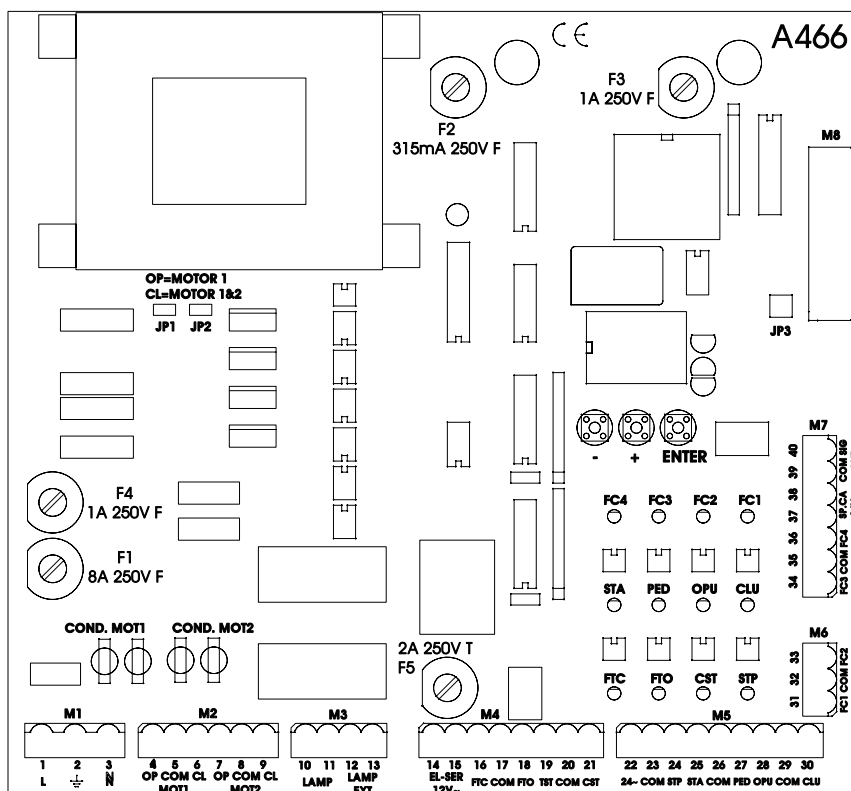 CE
A466
F3
1A 250V F
F2
315mA 250V F
M8
OP=MOTOR 1
CL=MOTOR 1&2
JP1 JP2
JP3
M7
- + ENTER
40 COM SIG
39
38 SP.CA
37
36 FC3 COM FC4
35
34
F4
1A 250V F
FC4 FC3 FC2 FC1
F1
8A 250V F
STA PED OPU CLU
COND. MOT1 COND. MOT2
2A 250V T
F5
M6
33 FC1 COM FC2
32
31
FTC FTO CST STP
M1 M2 M3 M4 M5
1 2 3 4 5 6 7 8 9 10 11 12 13 14 15 16 17 18 19 20 21 22 23 24 25 26 27 28 29 30
L N OP COM CL OP COM CL LAMP LAMP EL-SER FTC COM FTO TST COM CST 24~ COM STP STA COM PED OPU COM CLU
N MOT1 MOT2 EXT 12V~